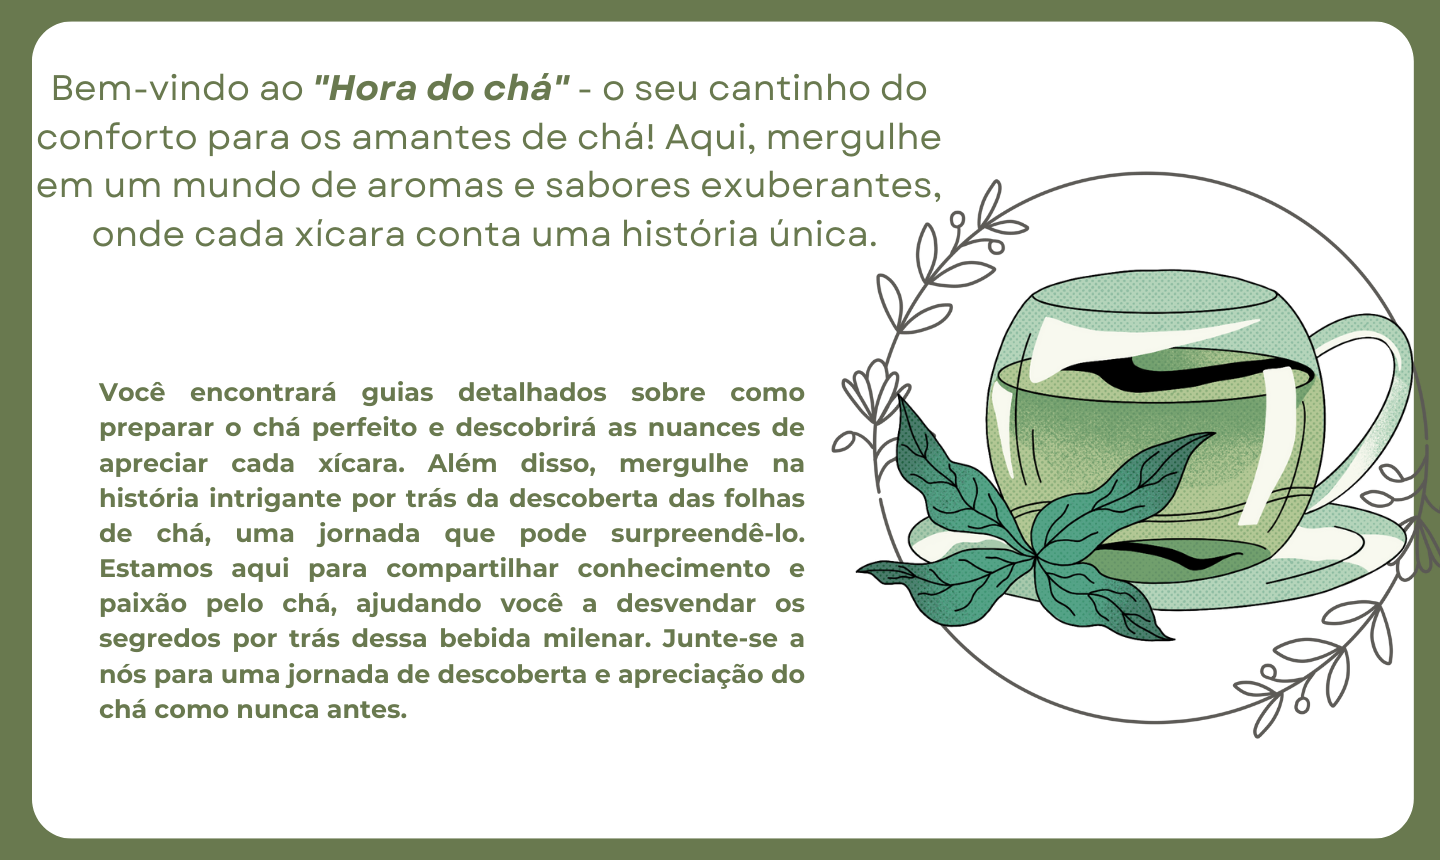 Bem-vindo ao "Hora do chá" - o seu cantinho do
conforto para os amantes de chá! Aqui, mergulhe
em um mundo de aromas e sabores exuberantes,
onde cada xícara conta uma história única.
Você encontrará guias detalhados sobre como
preparar o chá perfeito e descobrirá as nuances de
apreciar cada xícara. Além disso, mergulhe na
história intrigante por trás da descoberta das folhas
de chá, uma jornada que pode surpreendê-lo.
Estamos aqui para compartilhar conhecimento e
paixão pelo chá, ajudando você a desvendar os
segredos por trás dessa bebida milenar. Junte-se a
nós para uma jornada de descoberta e apreciação do
chá como nunca antes.